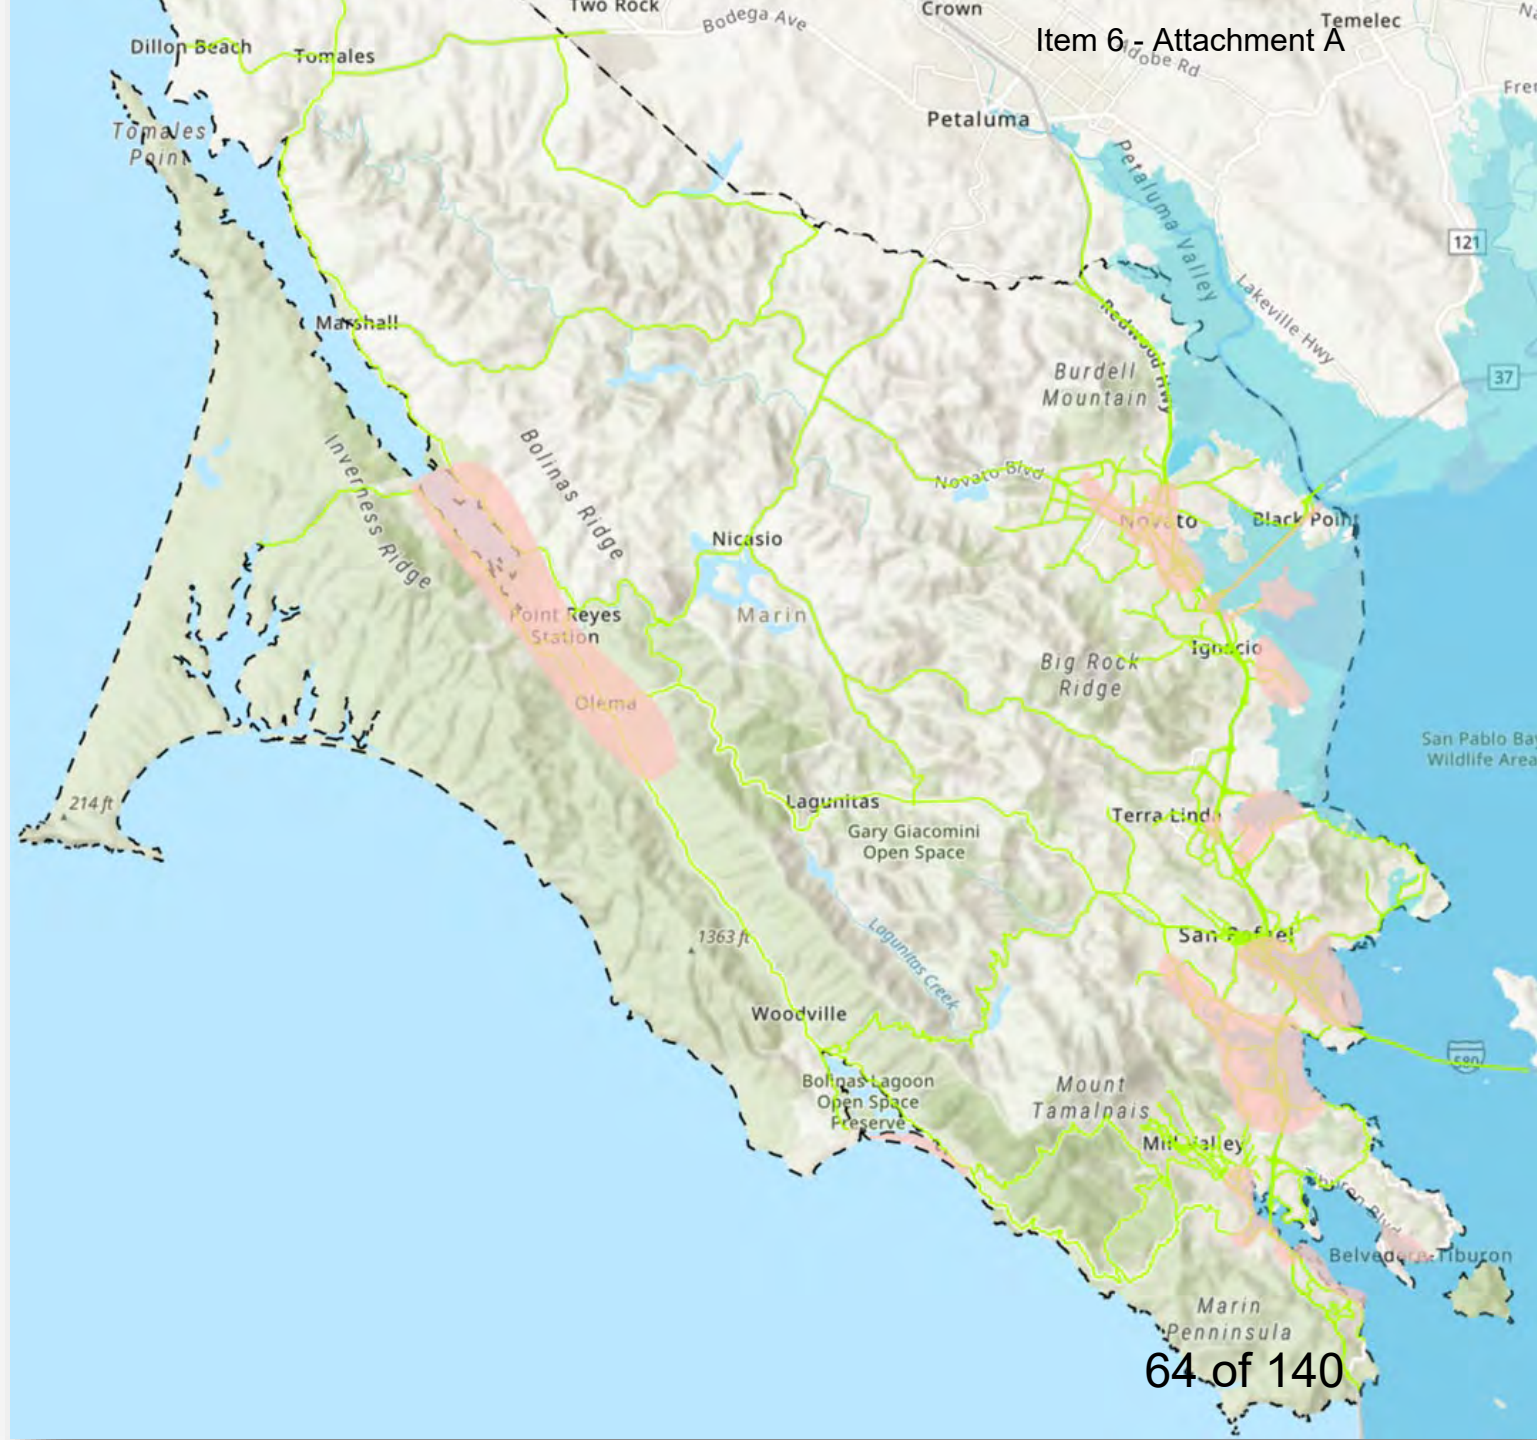 Two Rock
Bodega Ave
Crown
Temelec
Item 6 - Attachment A
Adobe Rd
Dillon Beach
Tomales
Petaluma
Tomales
Point
Petaluma Valley
121
Lakeville Hwy
Marshall
Redwood Hwy
Burdell
Mountain
37
Inverness Ridge
Bolinas Ridge
Novato Blvd
Novato
Black Point
Nicasio
Marin
Point Reyes
Station
Ignacio
Big Rock
Ridge
Olema
San Pablo Bay
Wildlife Area
214 ft
Lagunitas
Terra Linda
Gary Giacomini
Open Space
1363 ft
Lagunitas Creek
San Rafael
Woodville
580
Bolinas Lagoon
Open Space
Preserve
Mount
Tamalpais
Mill Valley
Belvedere-Tiburon
Marin
Penninsula
64 of 140